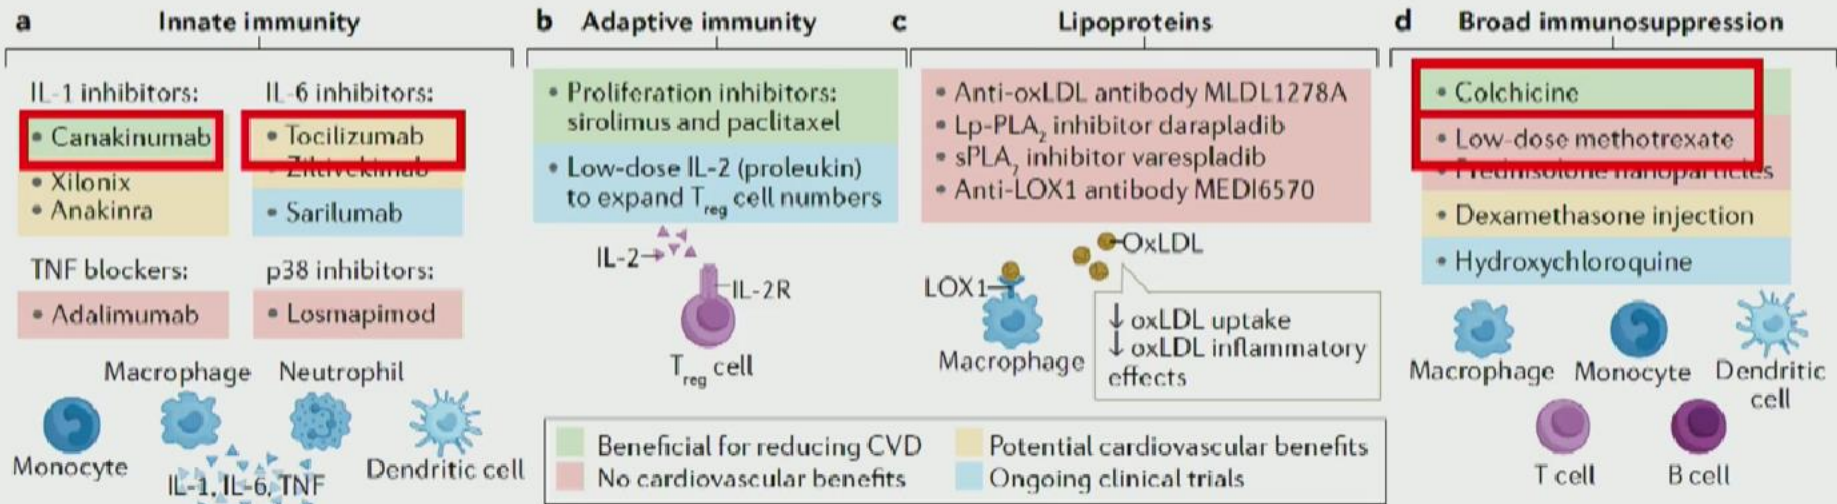 a Innate immunity
IL-1 inhibitors:
• Canakinumab
• Xilonix
• Anakinra
IL-6 inhibitors:
• Tocilizumab
• Ziltivekimab
• Sarilumab
TNF blockers:
• Adalimumab
p38 inhibitors:
• Losmapimod
Macrophage
Neutrophil
Monocyte
IL-1, IL-6, TNF
Dendritic cell
b Adaptive immunity
• Proliferation inhibitors:
sirolimus and paclitaxel
• Low-dose IL-2 (proleukin)
to expand Treg cell numbers
IL-2
IL-2R
Treg cell
c Lipoproteins
• Anti-oxLDL antibody MLDL1278A
• Lp-PLA2 inhibitor darapladib
• sPLA2 inhibitor varespladib
• Anti-LOX1 antibody MEDI6570
OxLDL
LOX1
Macrophage
↓ oxLDL uptake
↓ oxLDL inflammatory
effects
Beneficial for reducing CVD
No cardiovascular benefits
Potential cardiovascular benefits
Ongoing clinical trials
d Broad immunosuppression
• Colchicine
• Low-dose methotrexate
• Prednisolone nanoparticles
• Dexamethasone injection
• Hydroxychloroquine
Macrophage
Monocyte
Dendritic
cell
T cell
B cell